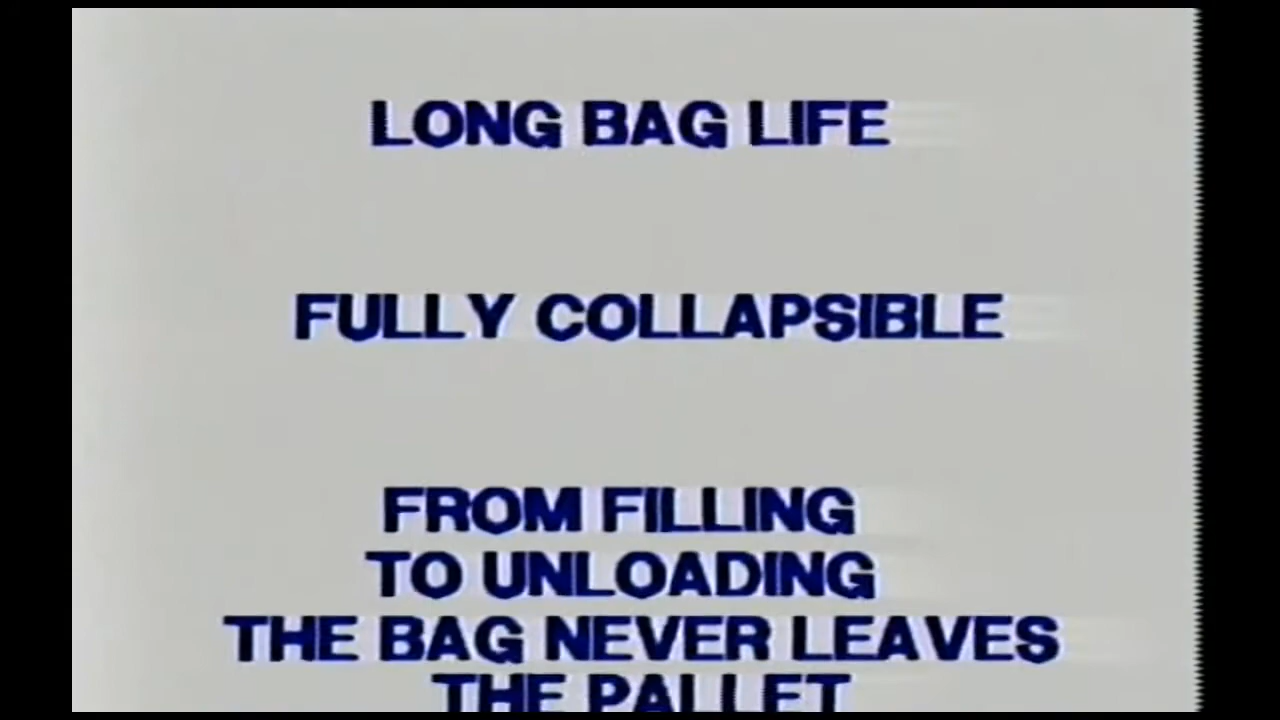 LONG BAG LIFE
FULLY COLLAPSIBLE
FROM FILLING
TO UNLOADING
THE BAG NEVER LEAVES
THE PALLET